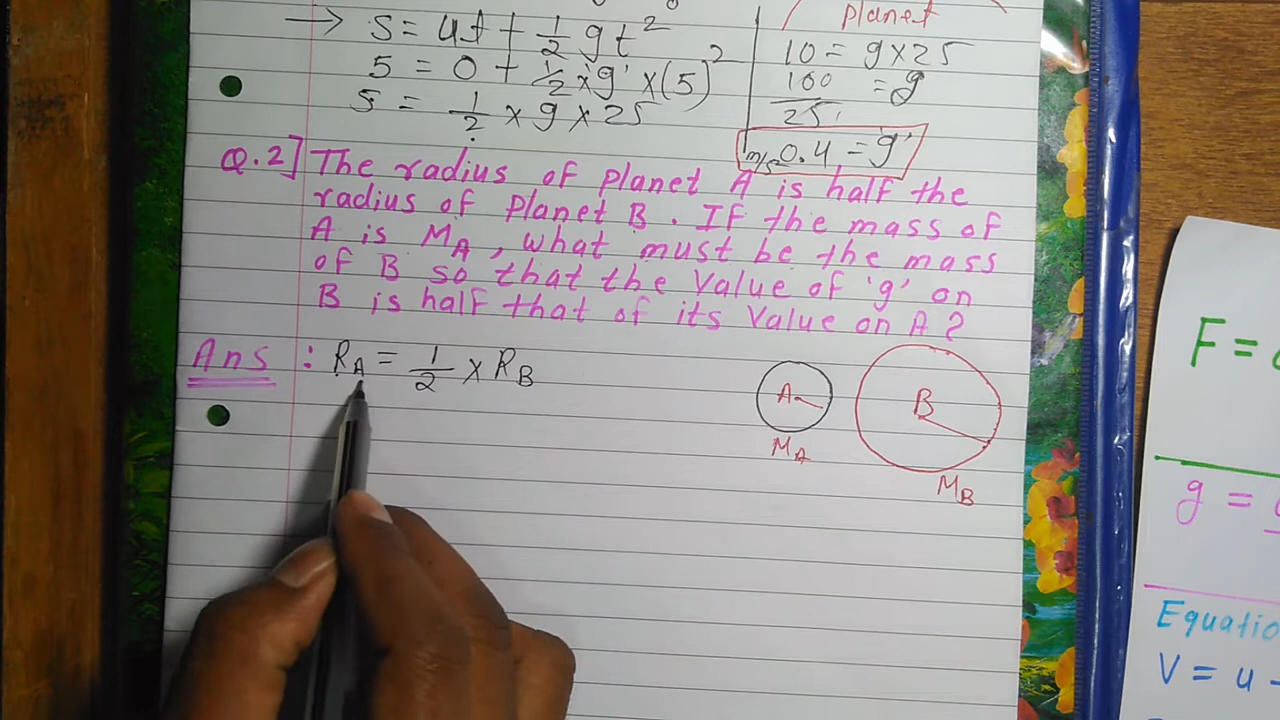 → S = ut + 1/2 gt²
5 = 0 + 1/2 × 'g' × (5)²
5 = 1/2 × g × 25
planet
10 = g × 25
100/25 = g
m/s² 0.4 = 'g'
Q.2] The radius of planet A is half the
radius of planet B. If the mass of
A is MA, what must be the mass
of B so that the value of 'g' on
B is half that of its value on A?
Ans : RA = 1/2 × RB
A
MA
B
MB
F =
g =
V = u -